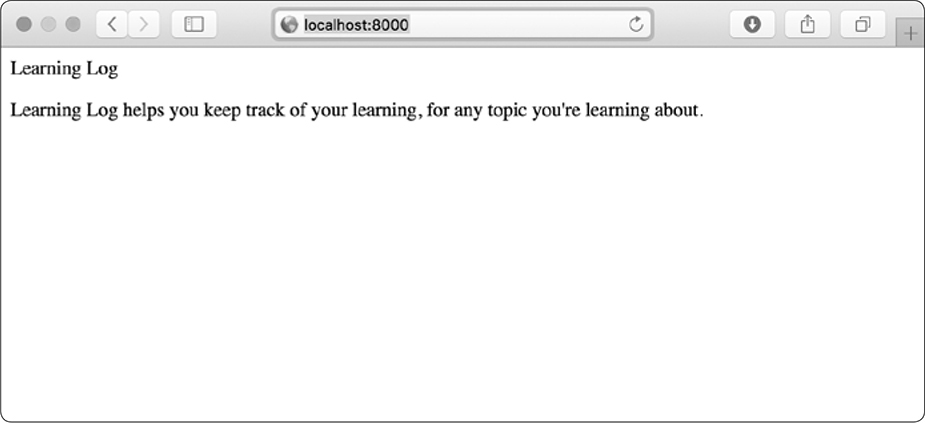 localhost:8000
Learning Log
Learning Log helps you keep track of your learning, for any topic you're learning about.